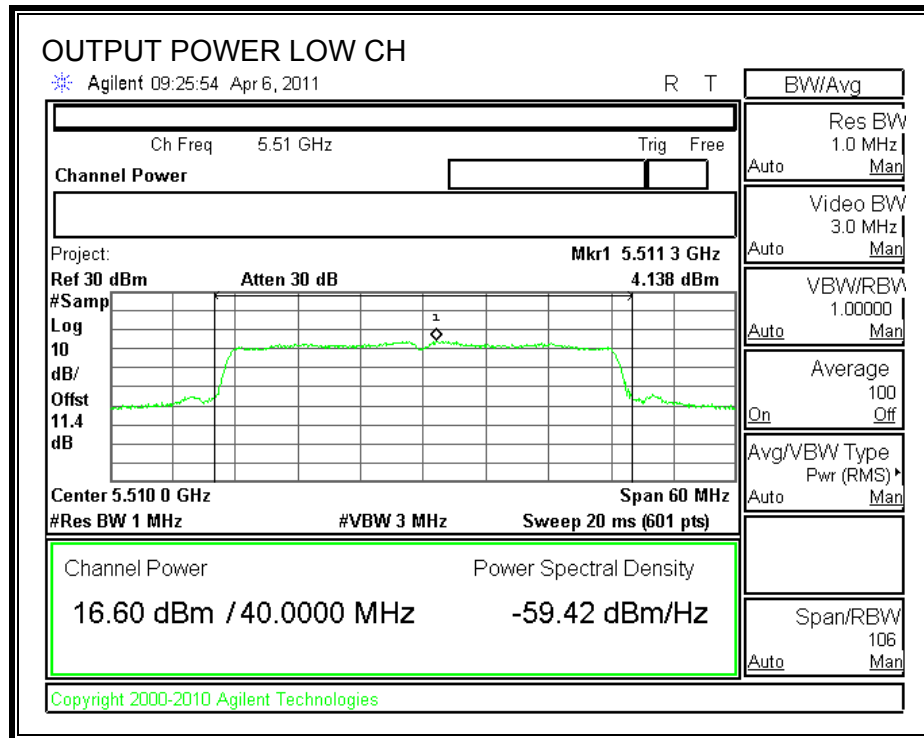 OUTPUT POWER LOW CH
Agilent 09:25:54 Apr 6, 2011 R T
BW/Avg
Ch Freq 5.51 GHz Trig Free
Channel Power
Project:
Mkr1 5.511 3 GHz
Ref 30 dBm Atten 30 dB 4.138 dBm
#Samp
Log
10
dB/
Offst
11.4
dB
1
Center 5.510 0 GHz Span 60 MHz
#Res BW 1 MHz #VBW 3 MHz Sweep 20 ms (601 pts)
Channel Power Power Spectral Density
16.60 dBm / 40.0000 MHz -59.42 dBm/Hz
Res BW
1.0 MHz
Auto Man
Video BW
3.0 MHz
Auto Man
VBW/RBW
1.00000
Auto Man
Average
100
On Off
Avg/VBW Type
Pwr (RMS)
Auto Man
Span/RBW
106
Auto Man
Copyright 2000-2010 Agilent Technologies